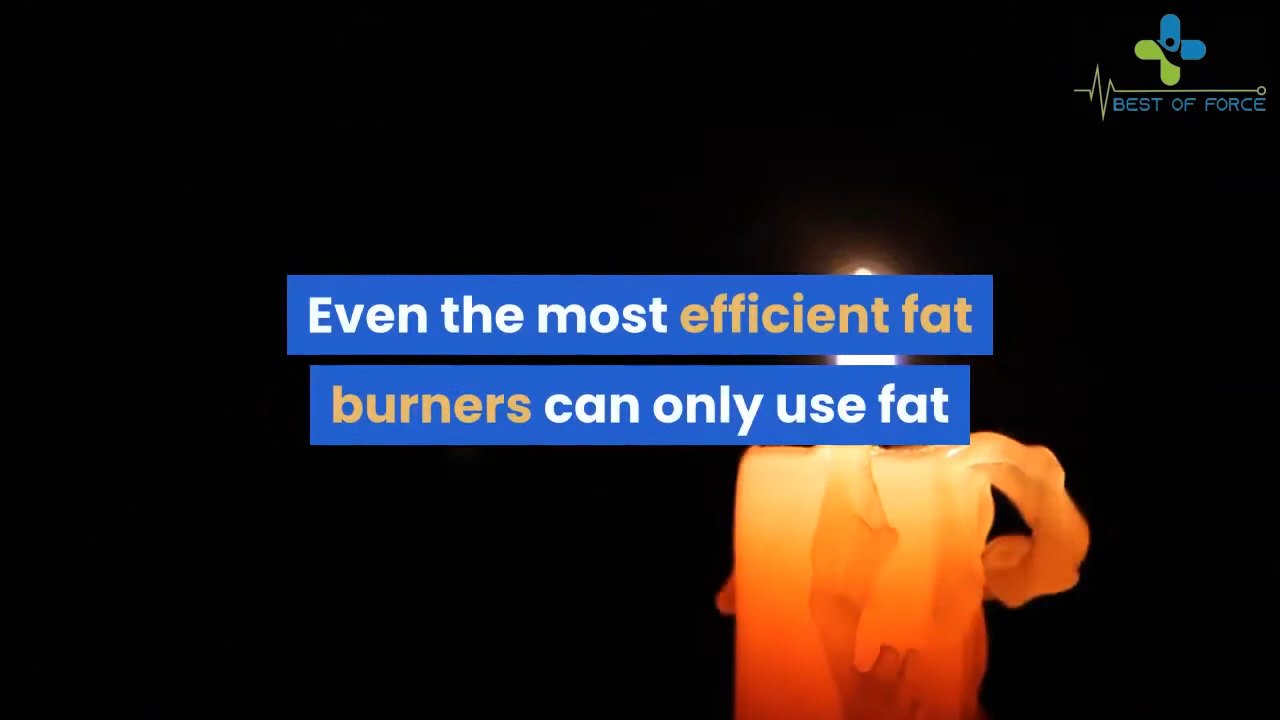 BEST OF FORCE
Even the most efficient fat
burners can only use fat